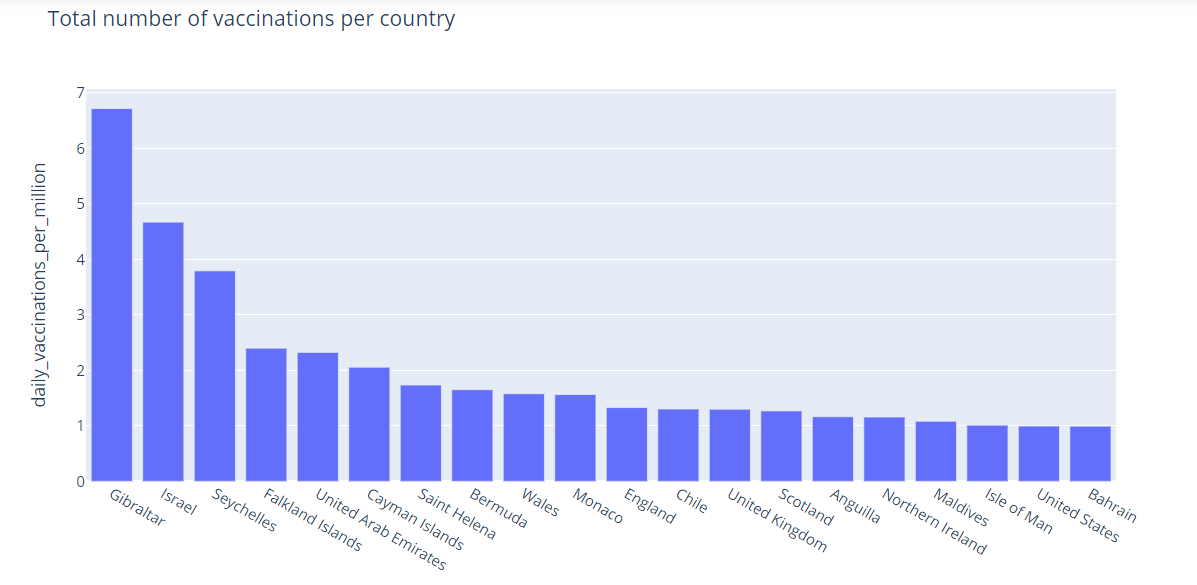 Total number of vaccinations per country
daily_vaccinations_per_million
7
6
5
4
3
2
1
0
Gibraltar
Israel
Seychelles
Falkland Islands
United Arab Emirates
Cayman Islands
Saint Helena
Bermuda
Wales
Monaco
England
Chile
United Kingdom
Scotland
Anguilla
Northern Ireland
Maldives
Isle of Man
United States
Bahrain